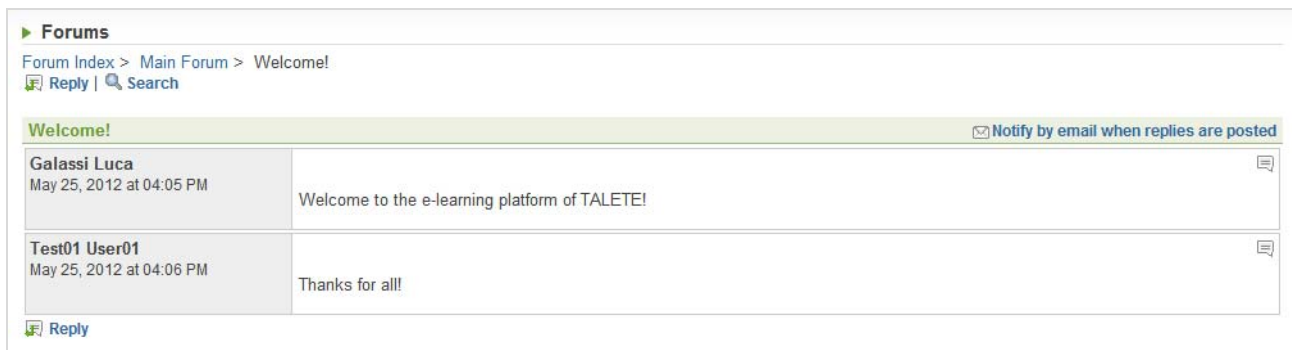 Forums
Forum Index > Main Forum > Welcome!
Reply | Search
Welcome! Notify by email when replies are posted
Galassi Luca
May 25, 2012 at 04:05 PM
Welcome to the e-learning platform of TALETE!
Test01 User01
May 25, 2012 at 04:06 PM
Thanks for all!
Reply